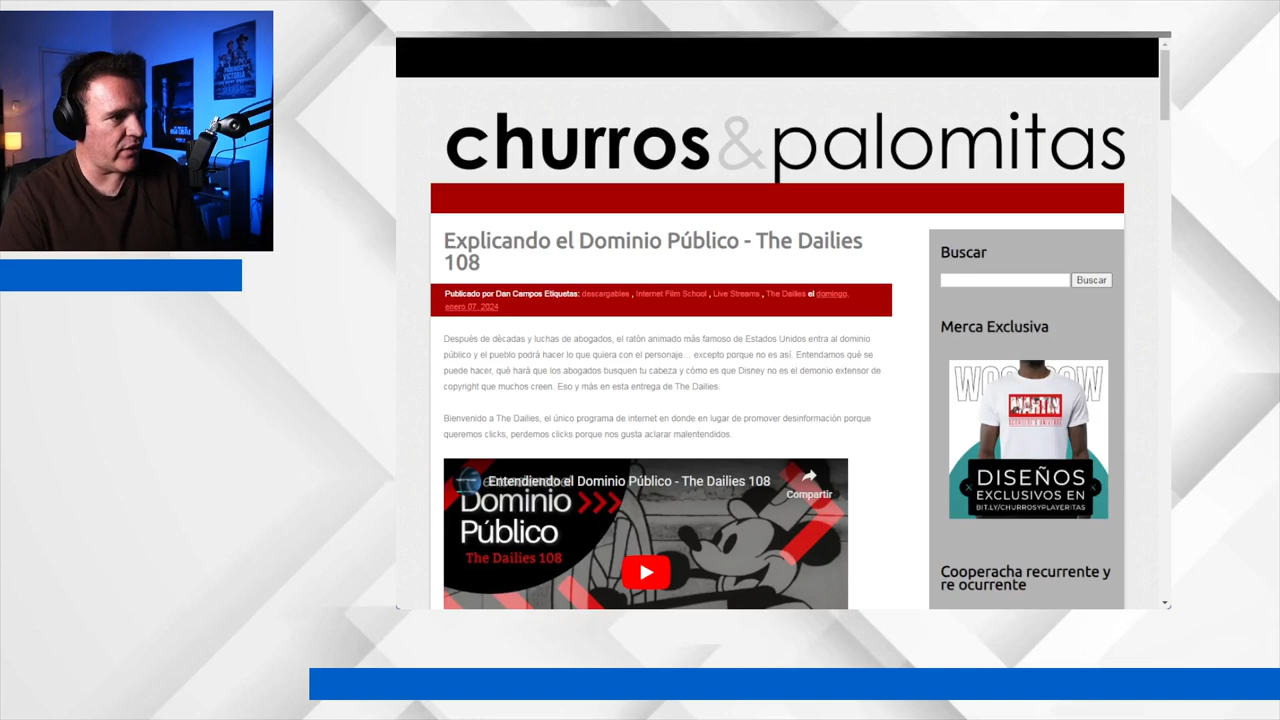 churros&palomitas
Explicando el Dominio Público - The Dailies
108
Publicado por Dan Campos Etiquetas: descargables , Internet Film School , Live Streams , The Dailies el domingo,
enero 07, 2024
Después de décadas y luchas de abogados, el ratón animado más famoso de Estados Unidos entra al dominio
público y el pueblo podrá hacer lo que quiera con el personaje... excepto porque no es así. Entendamos qué se
puede hacer, qué hará que los abogados busquen tu cabeza y cómo es que Disney no es el demonio extensor de
copyright que muchos creen. Eso y más en esta entrega de The Dailies.
Bienvenido a The Dailies, el único programa de internet en donde en lugar de promover desinformación porque
queremos clicks, perdemos clicks porque nos gusta aclarar malentendidos.
Entendiendo el Dominio Público - The Dailies 108
Compartir
Dominio
Público
The Dailies 108
Buscar
Buscar
Merca Exclusiva
MARTIN
DISEÑOS
EXCLUSIVOS EN
BIT.LY/CHURROSYPLAYERITAS
Cooperacha recurrente y
re ocurrente